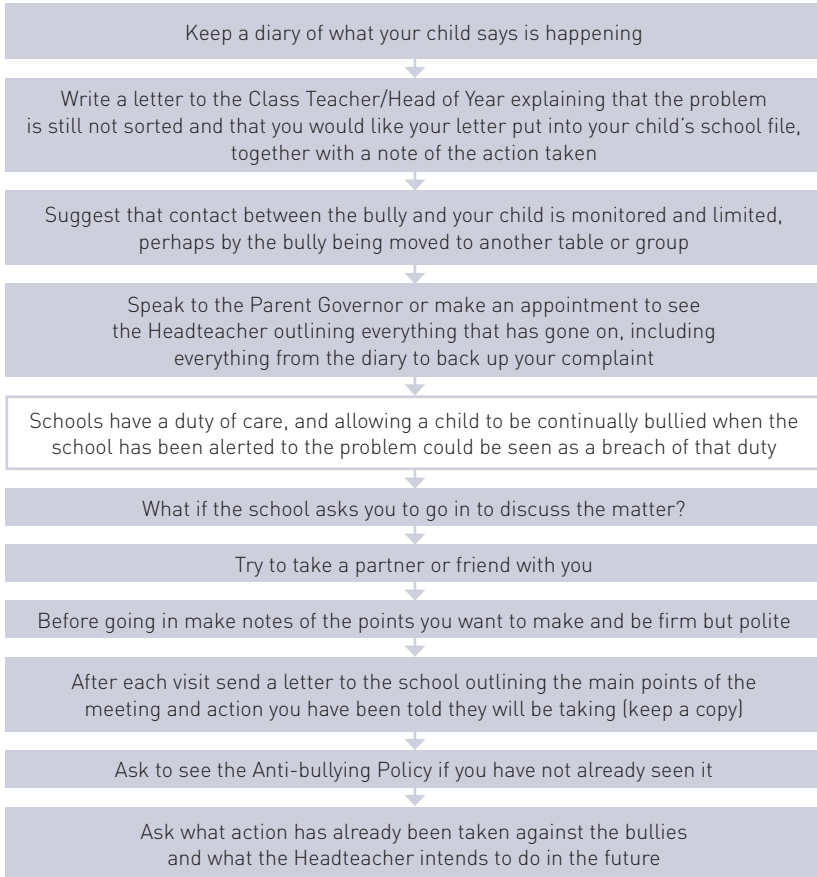 Keep a diary of what your child says is happening
Write a letter to the Class Teacher/Head of Year explaining that the problem
is still not sorted and that you would like your letter put into your child's school file,
together with a note of the action taken
Suggest that contact between the bully and your child is monitored and limited,
perhaps by the bully being moved to another table or group
Speak to the Parent Governor or make an appointment to see
the Headteacher outlining everything that has gone on, including
everything from the diary to back up your complaint
Schools have a duty of care, and allowing a child to be continually bullied when the
school has been alerted to the problem could be seen as a breach of that duty
What if the school asks you to go in to discuss the matter?
Try to take a partner or friend with you
Before going in make notes of the points you want to make and be firm but polite
After each visit send a letter to the school outlining the main points of the
meeting and action you have been told they will be taking (keep a copy)
Ask to see the Anti-bullying Policy if you have not already seen it
Ask what action has already been taken against the bullies
and what the Headteacher intends to do in the future